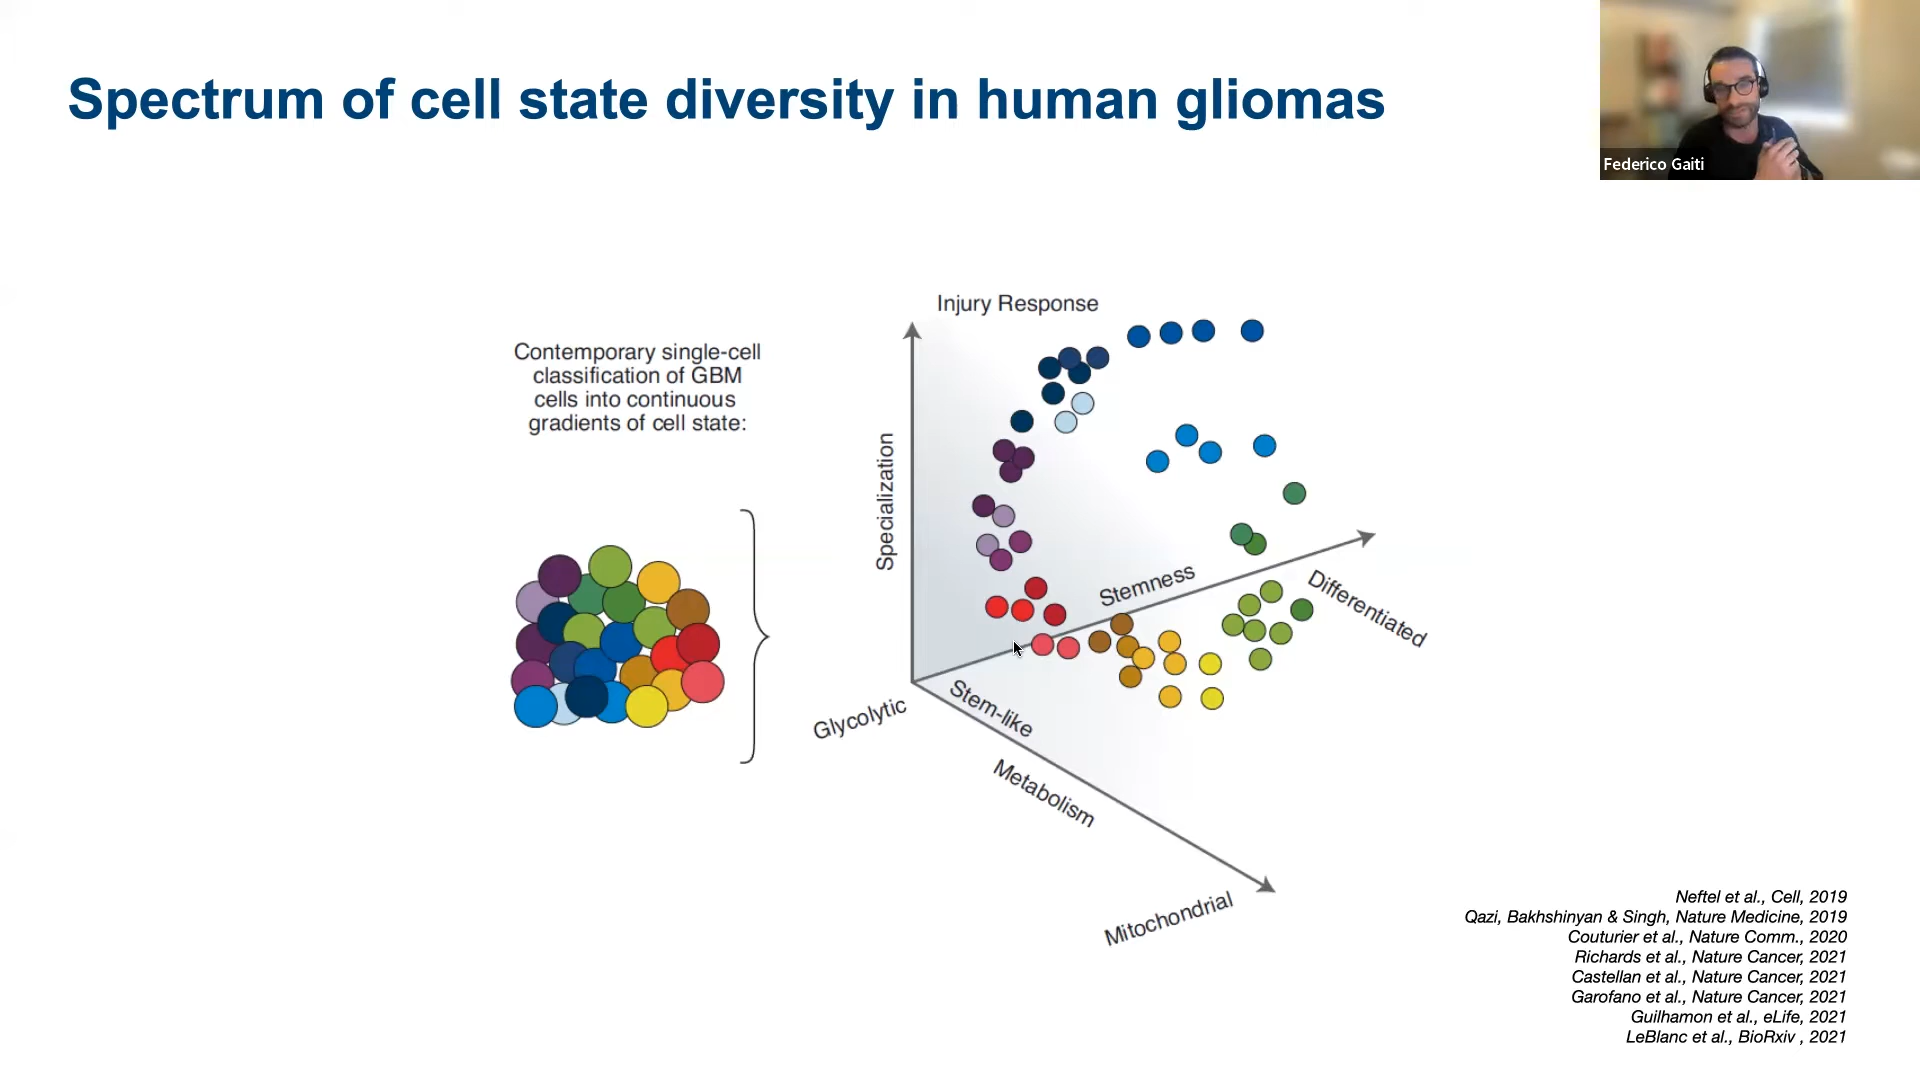 Spectrum of cell state diversity in human gliomas
Federico Gaiti
Contemporary single-cell
classification of GBM
cells into continuous
gradients of cell state:
Injury Response
Specialization
Stemness
Differentiated
Glycolytic
Stem-like
Metabolism
Mitochondrial
Neftel et al., Cell, 2019
Qazi, Bakhshinyan & Singh, Nature Medicine, 2019
Couturier et al., Nature Comm., 2020
Richards et al., Nature Cancer, 2021
Castellan et al., Nature Cancer, 2021
Garofano et al., Nature Cancer, 2021
Guilhamon et al., eLife, 2021
LeBlanc et al., BioRxiv , 2021